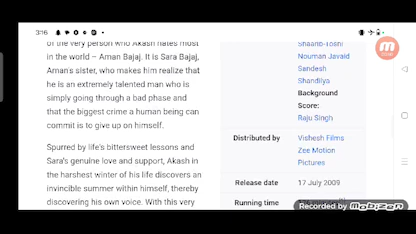 3:16
of the very person who Akash hates most
in the world – Aman Bajaj. It is Sara Bajaj,
Aman's sister, who makes him realize that
he is an extremely talented man who is
simply going through a bad phase and
that the biggest crime a human being can
commit is to give up on himself.
Spurred by life's bittersweet lessons and
Sara's genuine love and support, Akash in
the harshest winter of his life discovers an
invincible summer within himself, thereby
discovering his own voice. With this very
Shaarib-Toshi
Nouman Javaid
Sandesh
Shandilya
Background
Score:
Raju Singh
Distributed by
Vishesh Films
Zee Motion
Pictures
Release date
17 July 2009
Running time
Recorded by Mobizen